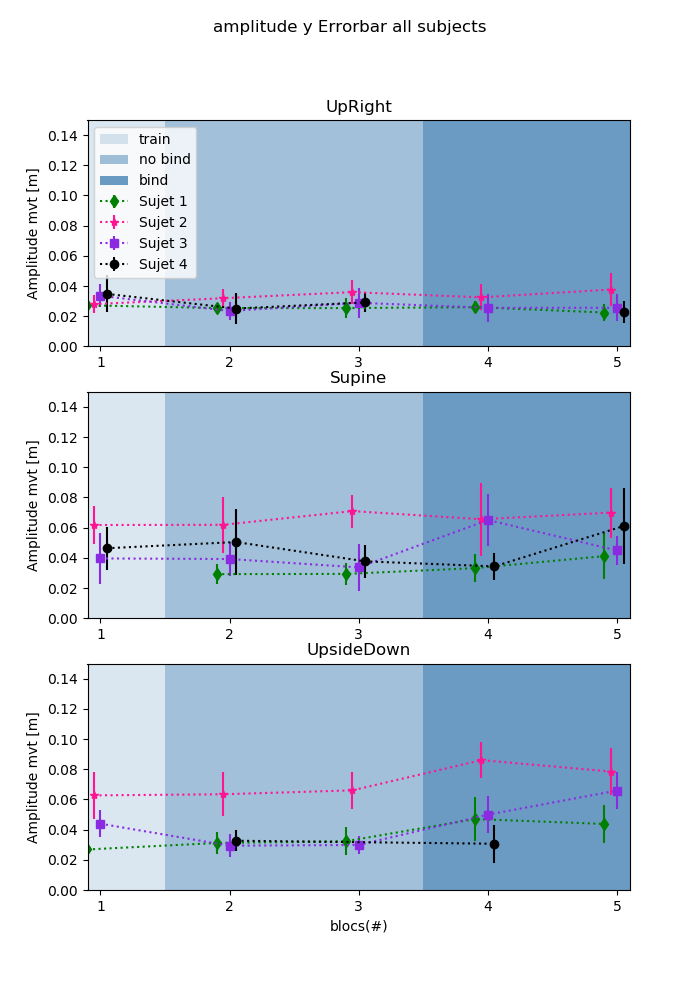 amplitude y Errorbar all subjects
UpRight
Amplitude mvt [m]
0.14
0.12
0.10
0.08
0.06
0.04
0.02
0.00
train
no bind
bind
Sujet 1
Sujet 2
Sujet 3
Sujet 4
1 2 3 4 5
Supine
Amplitude mvt [m]
0.14
0.12
0.10
0.08
0.06
0.04
0.02
0.00
1 2 3 4 5
UpsideDown
Amplitude mvt [m]
0.14
0.12
0.10
0.08
0.06
0.04
0.02
0.00
1 2 3 4 5
blocs(#)